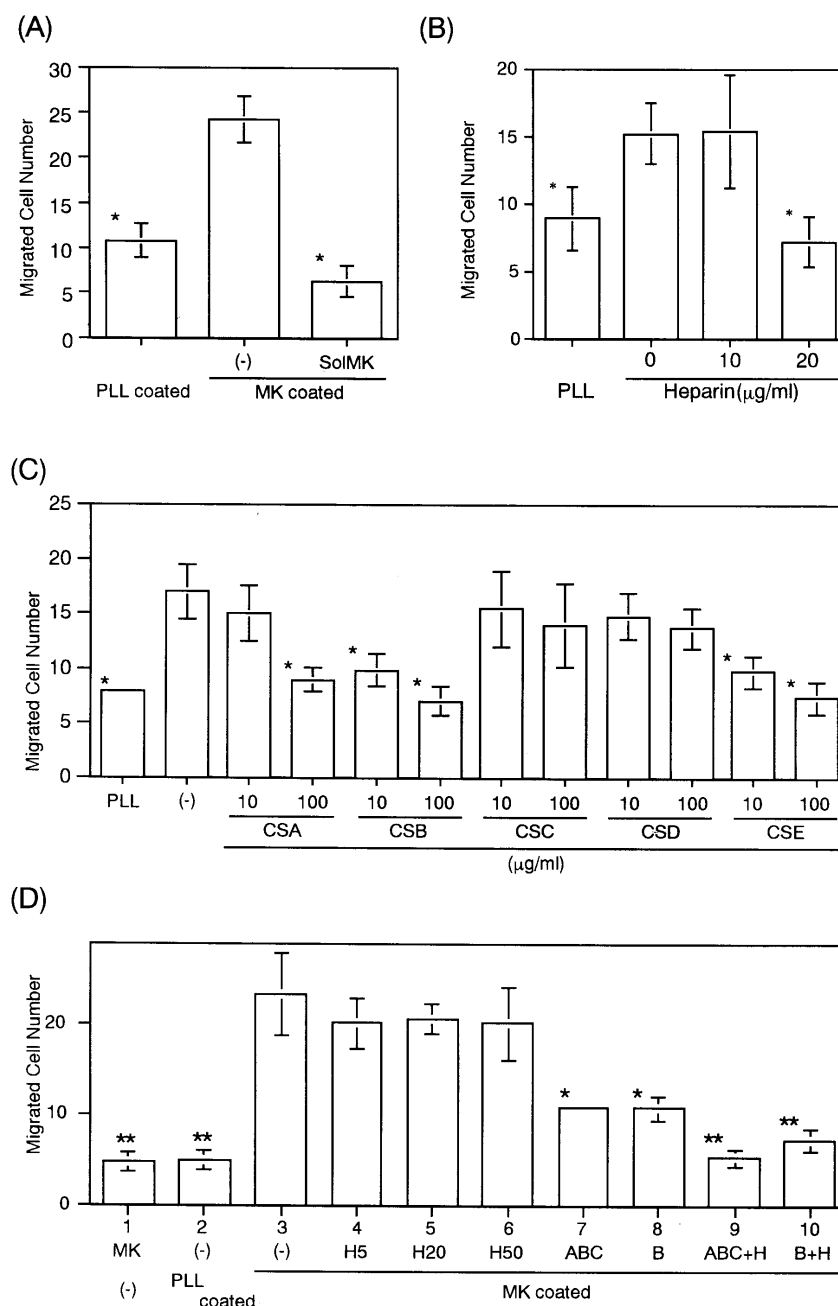 (A)
30
25
20
15
10
5
0
Migrated Cell Number
*
*
(-)
SolMK
PLL coated
MK coated
(B)
20
15
10
5
0
Migrated Cell Number
*
*
0
10
20
PLL
Heparin(μg/ml)
(C)
25
20
15
10
5
0
Migrated Cell Number
*
*
*
*
*
*
PLL
(-)
10
100
10
100
10
100
10
100
10
100
CSA
CSB
CSC
CSD
CSE
(μg/ml)
(D)
20
10
0
Migrated Cell Number
**
**
*
*
**
**
1
2
3
4
5
6
7
8
9
10
MK
(-)
(-)
H5
H20
H50
ABC
B
ABC+H
B+H
(-)
PLL
coated
MK coated